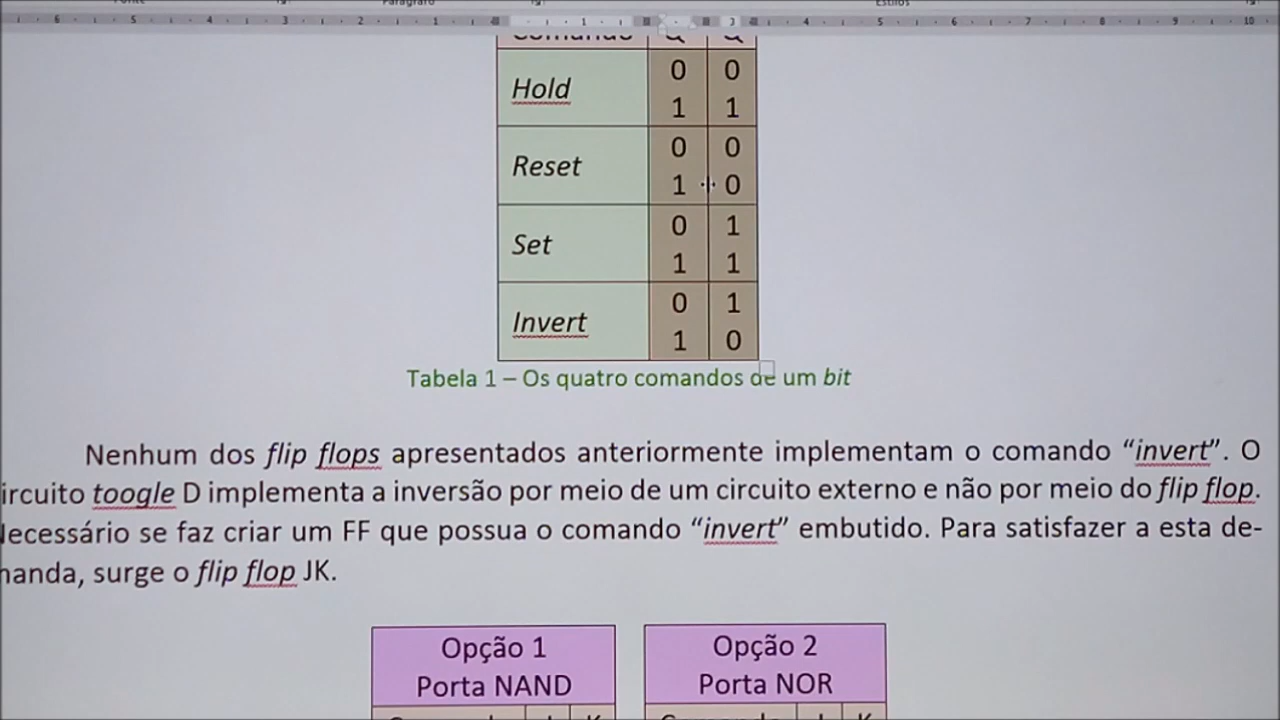 Hold 0 0
1 1
Reset 0 0
1 0
Set 0 1
1 1
Invert 0 1
1 0
Tabela 1 – Os quatro comandos de um bit
Nenhum dos flip flops apresentados anteriormente implementam o comando “invert”. O
ircuito toogle D implementa a inversão por meio de um circuito externo e não por meio do flip flop.
Necessário se faz criar um FF que possua o comando “invert” embutido. Para satisfazer a esta de-
manda, surge o flip flop JK.
Opção 1
Porta NAND
Opção 2
Porta NOR